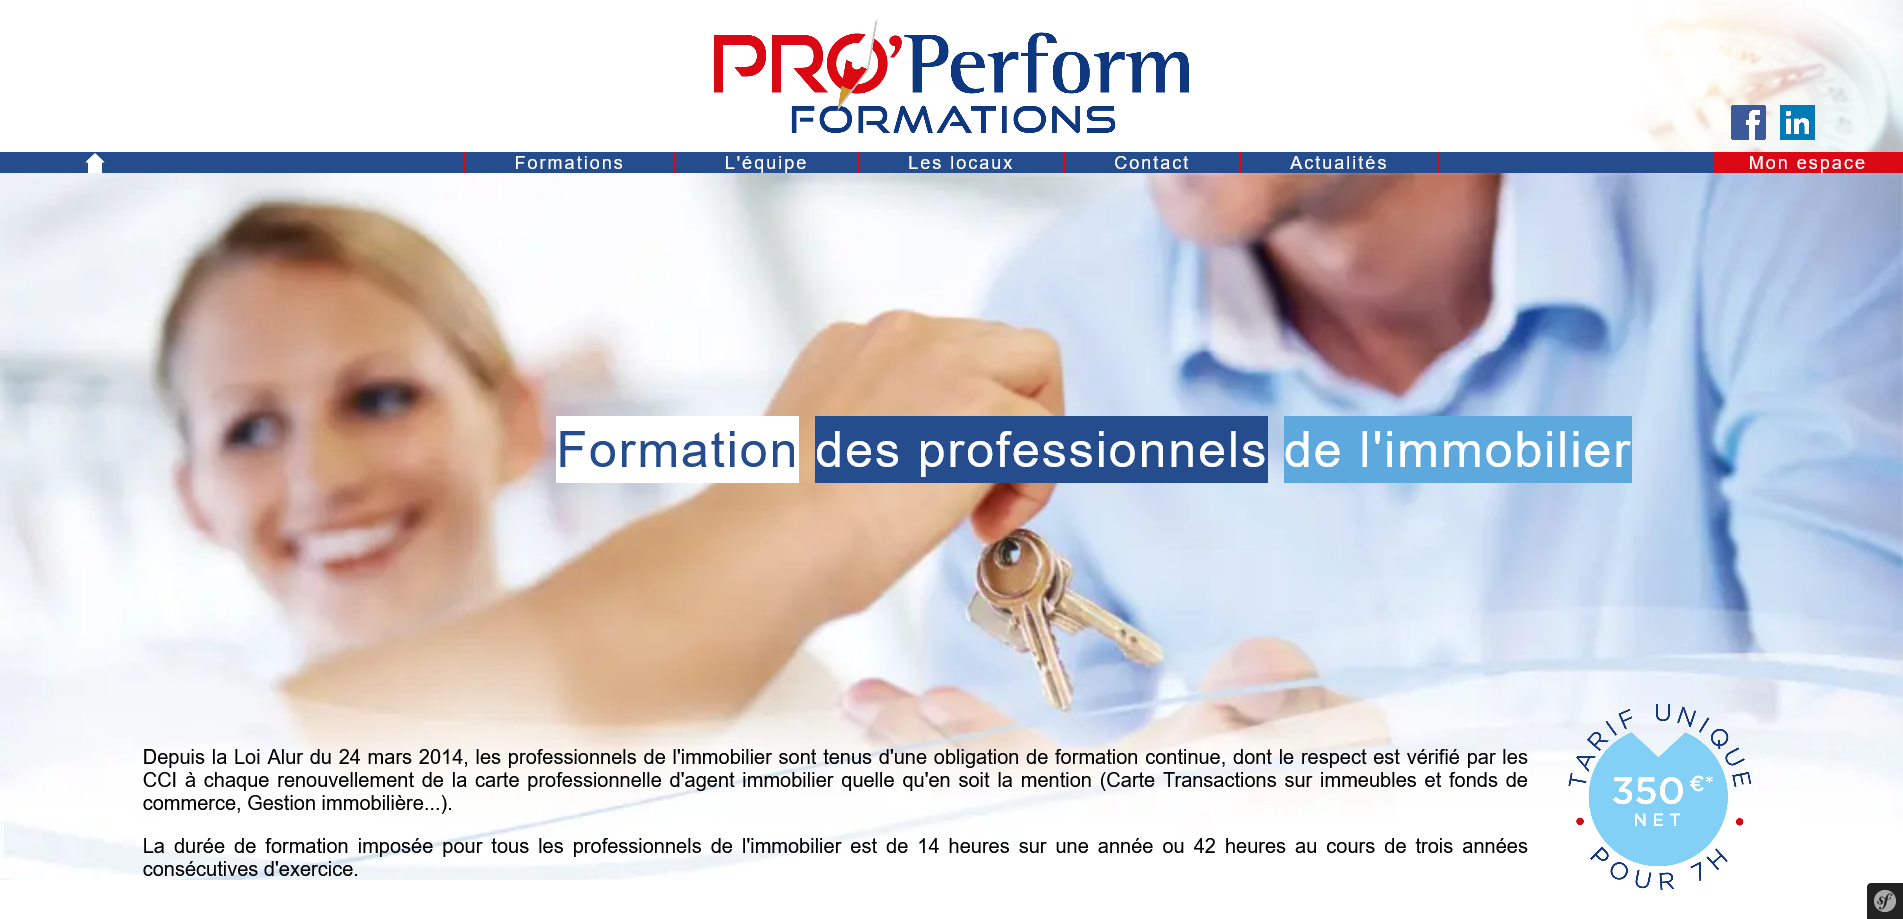 PRO'Perform
FORMATIONS
in
Formations L'équipe Les locaux Contact Actualités Mon espace
Formation des professionnels de l'immobilier
Depuis la Loi Alur du 24 mars 2014, les professionnels de l'immobilier sont tenus d'une obligation de formation continue, dont le respect est vérifié par les
CCI à chaque renouvellement de la carte professionnelle d'agent immobilier quelle qu'en soit la mention (Carte Transactions sur immeubles et fonds de
commerce, Gestion immobilière...).
La durée de formation imposée pour tous les professionnels de l'immobilier est de 14 heures sur une année ou 42 heures au cours de trois années
consécutives d'exercice.
TARIF UNIQUE
350 €*
NET
POUR 7H
sf